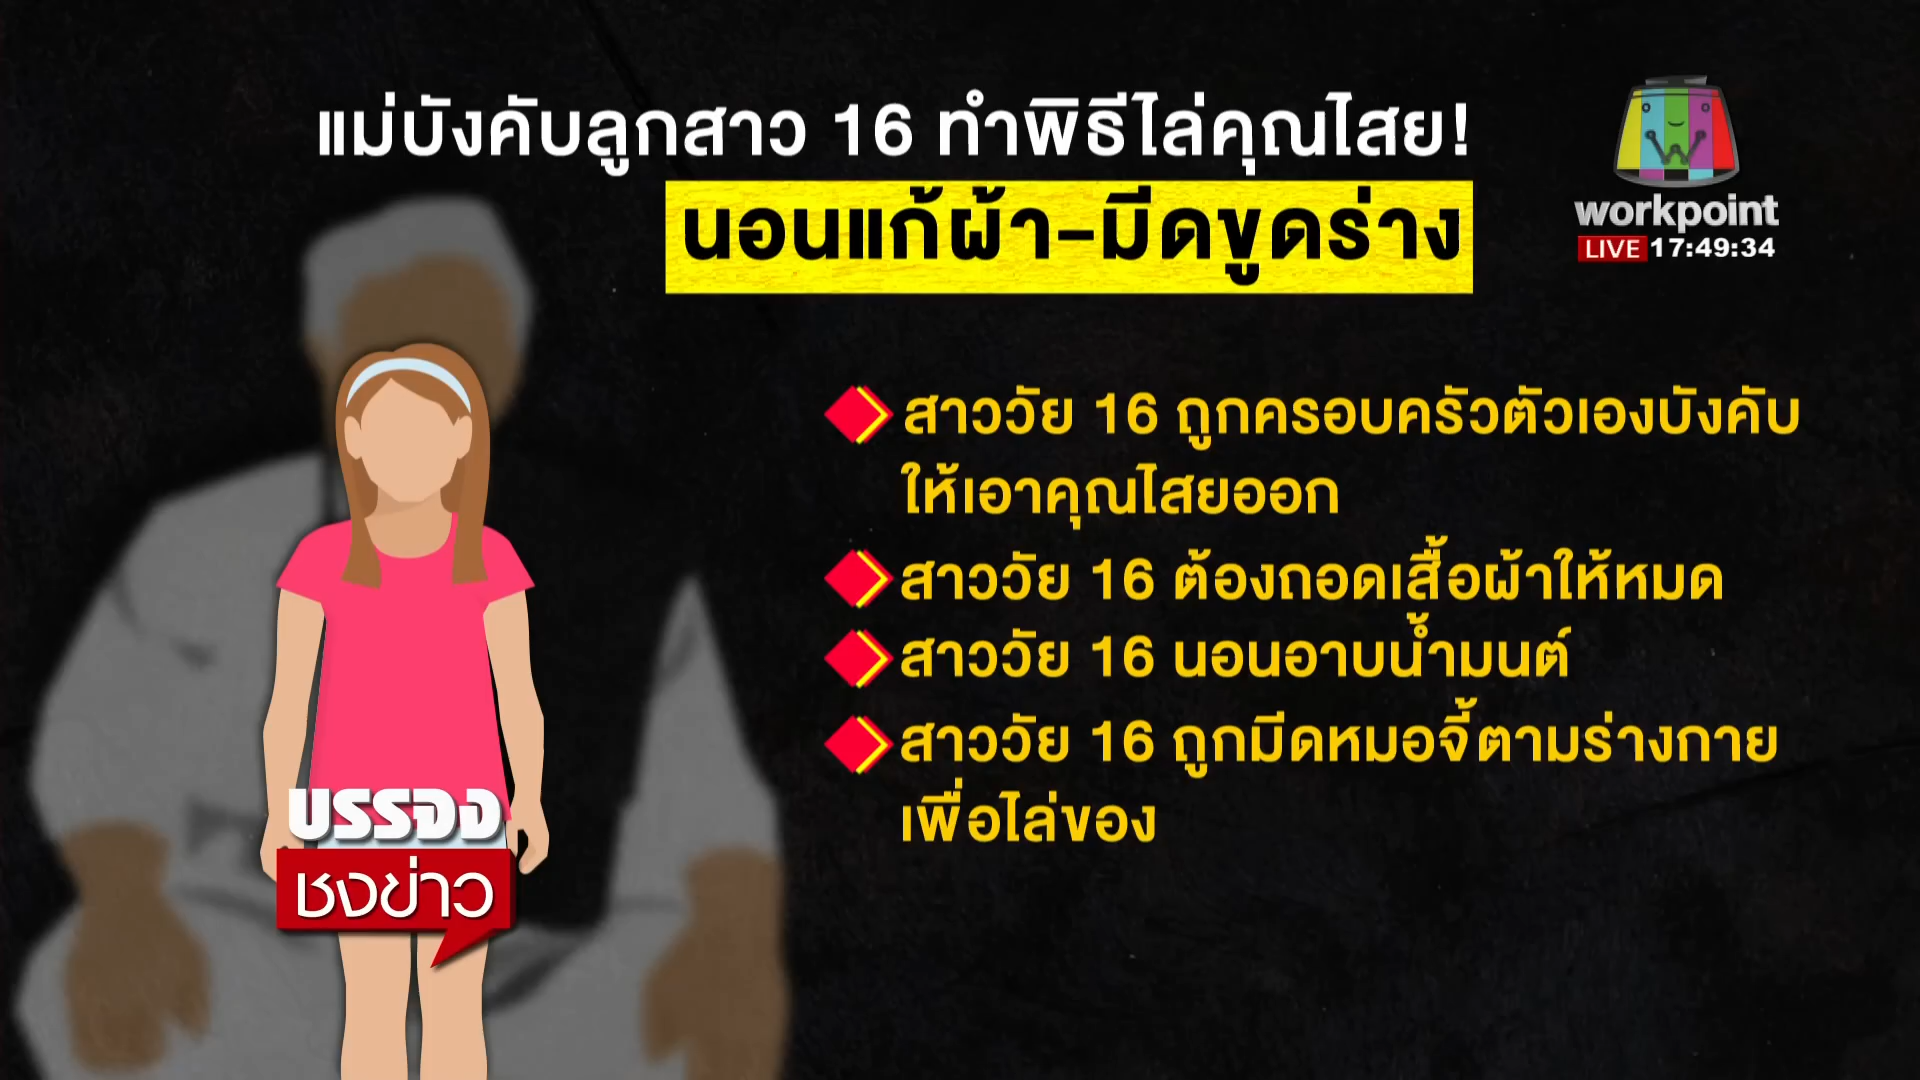 แม่บังคับลูกสาว 16 ทำพิธีไล่คุณไสย!
นอนแก้ผ้า-มีดขูดร่าง
workpoint
LIVE 17:49:34
สาววัย 16 ถูกครอบครัวตัวเองบังคับ
ให้เอาคุณไสยออก
สาววัย 16 ต้องถอดเสื้อผ้าให้หมด
สาววัย 16 นอนอาบน้ำมนต์
สาววัย 16 ถูกมีดหมอจี้ตามร่างกาย
เพื่อไล่ของ
บรรจง
ชงข่าว